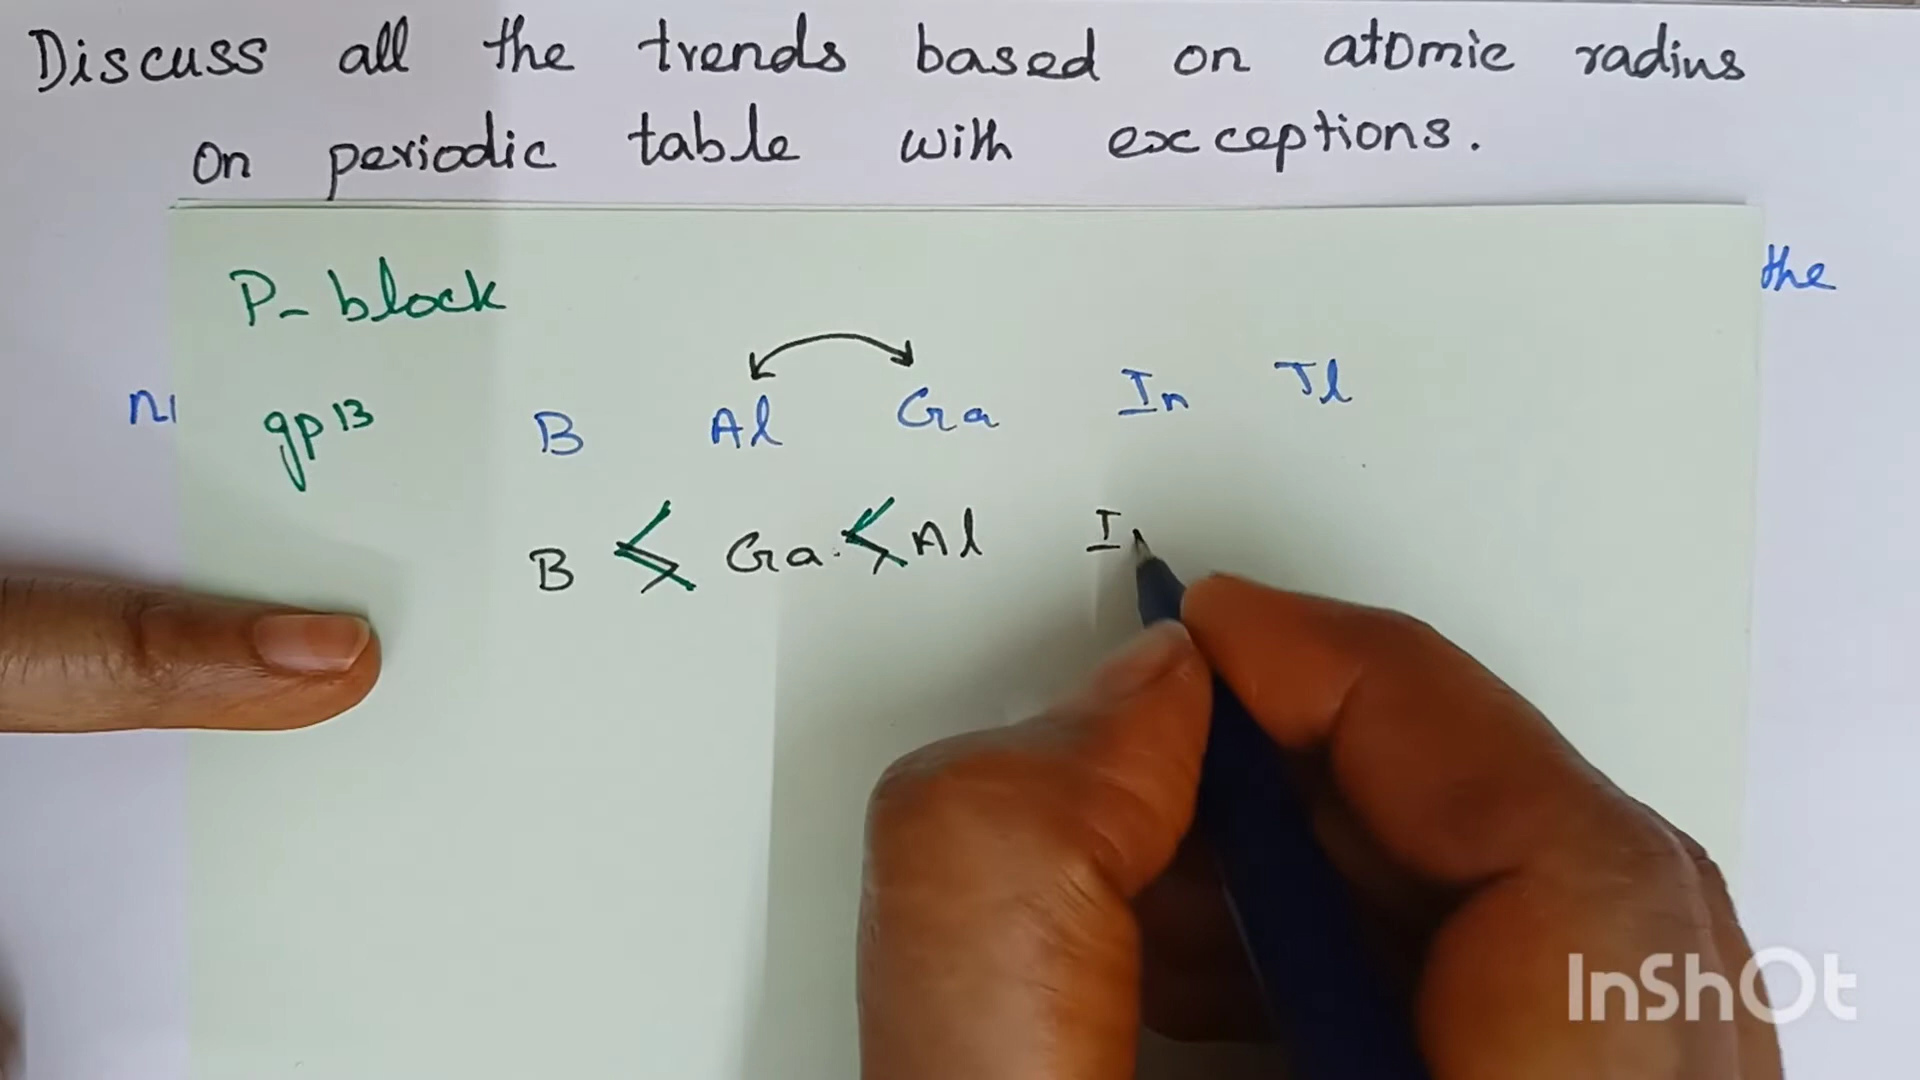 Discuss all the trends based on atomic radius
on periodic table with exceptions.
P-block
the
gp 13 B Al Ga In Tl
B < Ga < Al
InShOt